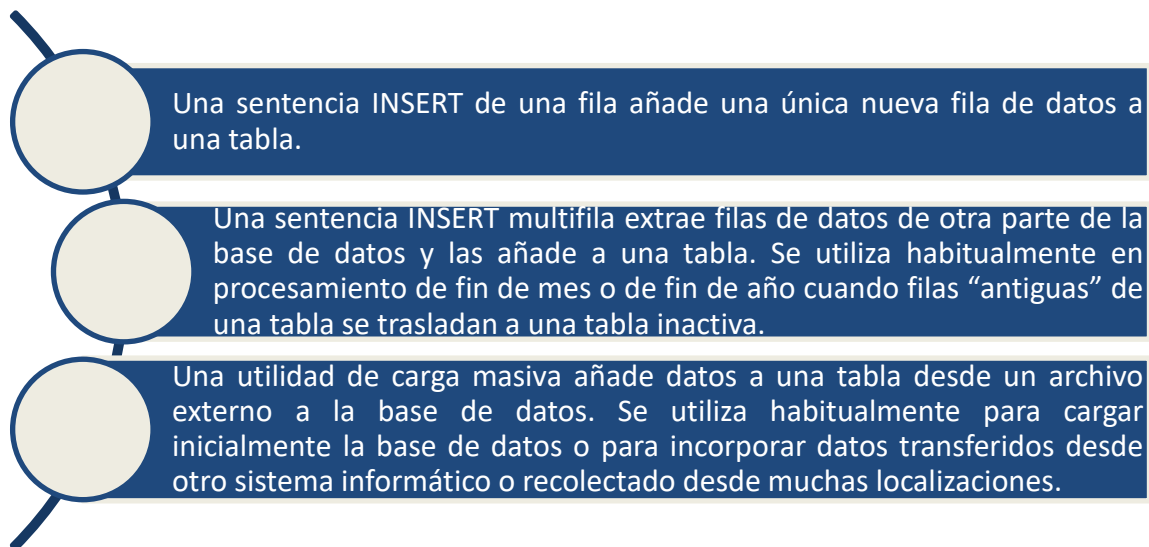 Una sentencia INSERT de una fila añade una única nueva fila de datos a
una tabla.
Una sentencia INSERT multifila extrae filas de datos de otra parte de la
base de datos y las añade a una tabla. Se utiliza habitualmente en
procesamiento de fin de mes o de fin de año cuando filas “antiguas” de
una tabla se trasladan a una tabla inactiva.
Una utilidad de carga masiva añade datos a una tabla desde un archivo
externo a la base de datos. Se utiliza habitualmente para cargar
inicialmente la base de datos o para incorporar datos transferidos desde
otro sistema informático o recolectado desde muchas localizaciones.